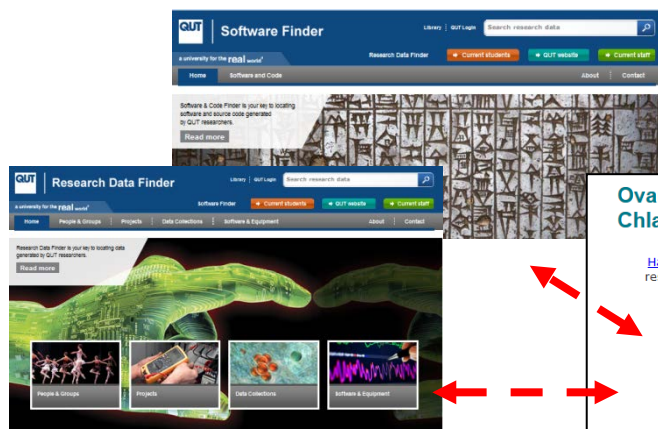 QUT Software Finder
Library | QUT Login Search research data
a university for the real world
Research Data Finder Current students QUT website Current staff
Home Software and Code About Contact
Software & Code Finder is your key to locating
software and source code generated
by QUT researchers.
Read more
QUT Research Data Finder
Library | QUT Login Search research data
a university for the real world
Software Finder Current students QUT website Current staff
Home People & Groups Projects Data Collections Software & Equipment About Contact
Research Data Finder is your key to locating data
generated by QUT researchers.
Read more
People & Groups Projects Data Collections Software & Equipment
Ova
Chla
Ha
re